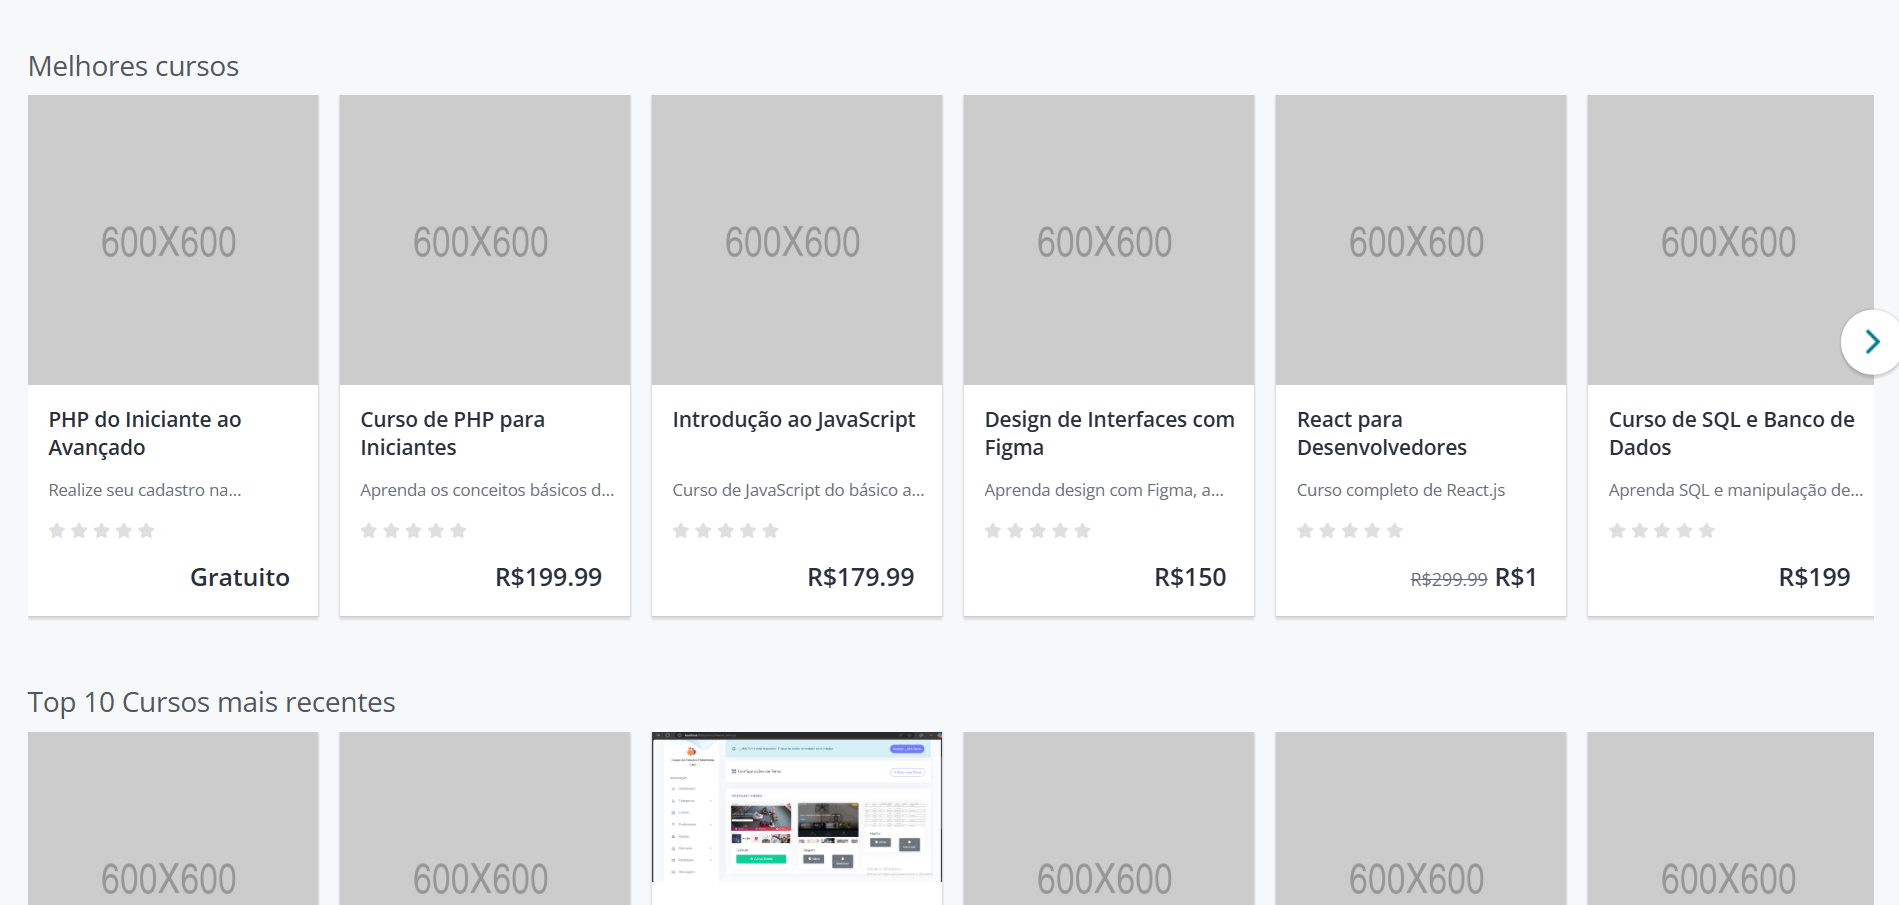 Melhores cursos
600X600
600X600
600X600
600X600
600X600
600X600
PHP do Iniciante ao
Avançado
Realize seu cadastro na...
Gratuito
Curso de PHP para
Iniciantes
Aprenda os conceitos básicos d...
R$199.99
Introdução ao JavaScript
Curso de JavaScript do básico a...
R$179.99
Design de Interfaces com
Figma
Aprenda design com Figma, a...
R$150
React para
Desenvolvedores
Curso completo de React.js
R$299.99 R$1
Curso de SQL e Banco de
Dados
Aprenda SQL e manipulação de...
R$199
Top 10 Cursos mais recentes
600X600
600X600
600X600
600X600
600X600